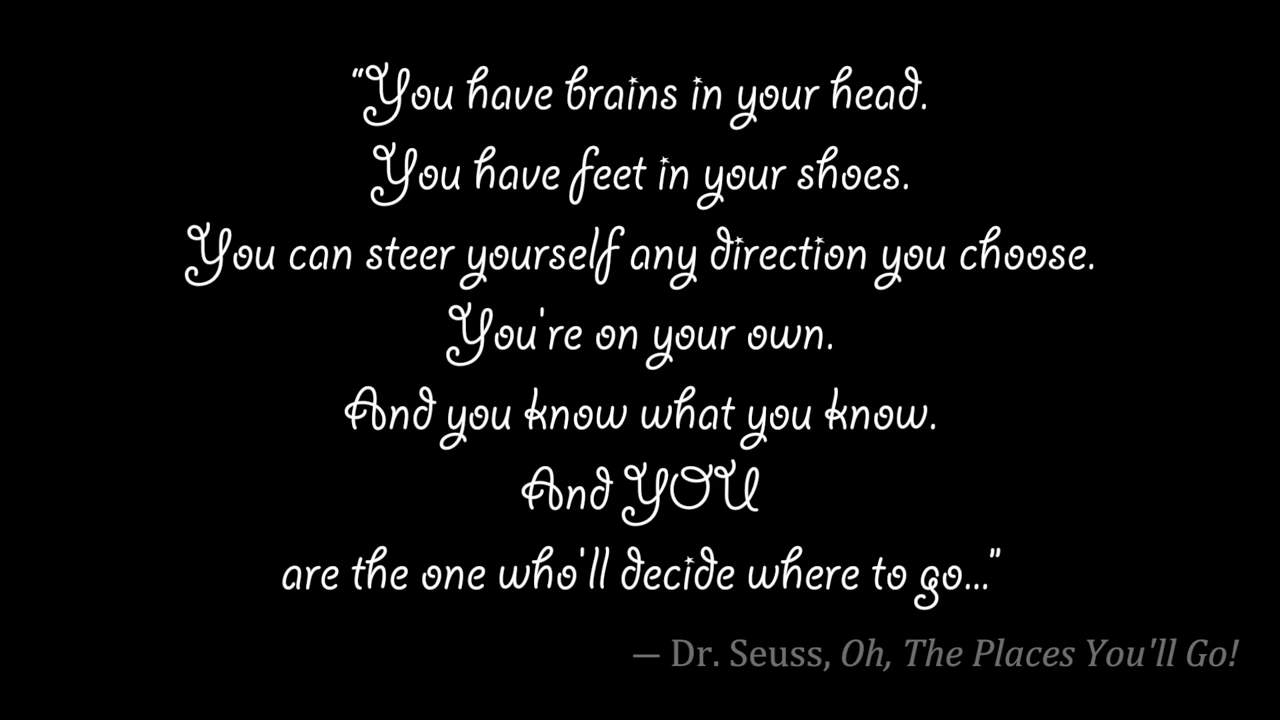 "You have brains in your head.
You have feet in your shoes.
You can steer yourself any direction you choose.
You're on your own.
And you know what you know.
And YOU
are the one who'll decide where to go..."
— Dr. Seuss, Oh, The Places You'll Go!